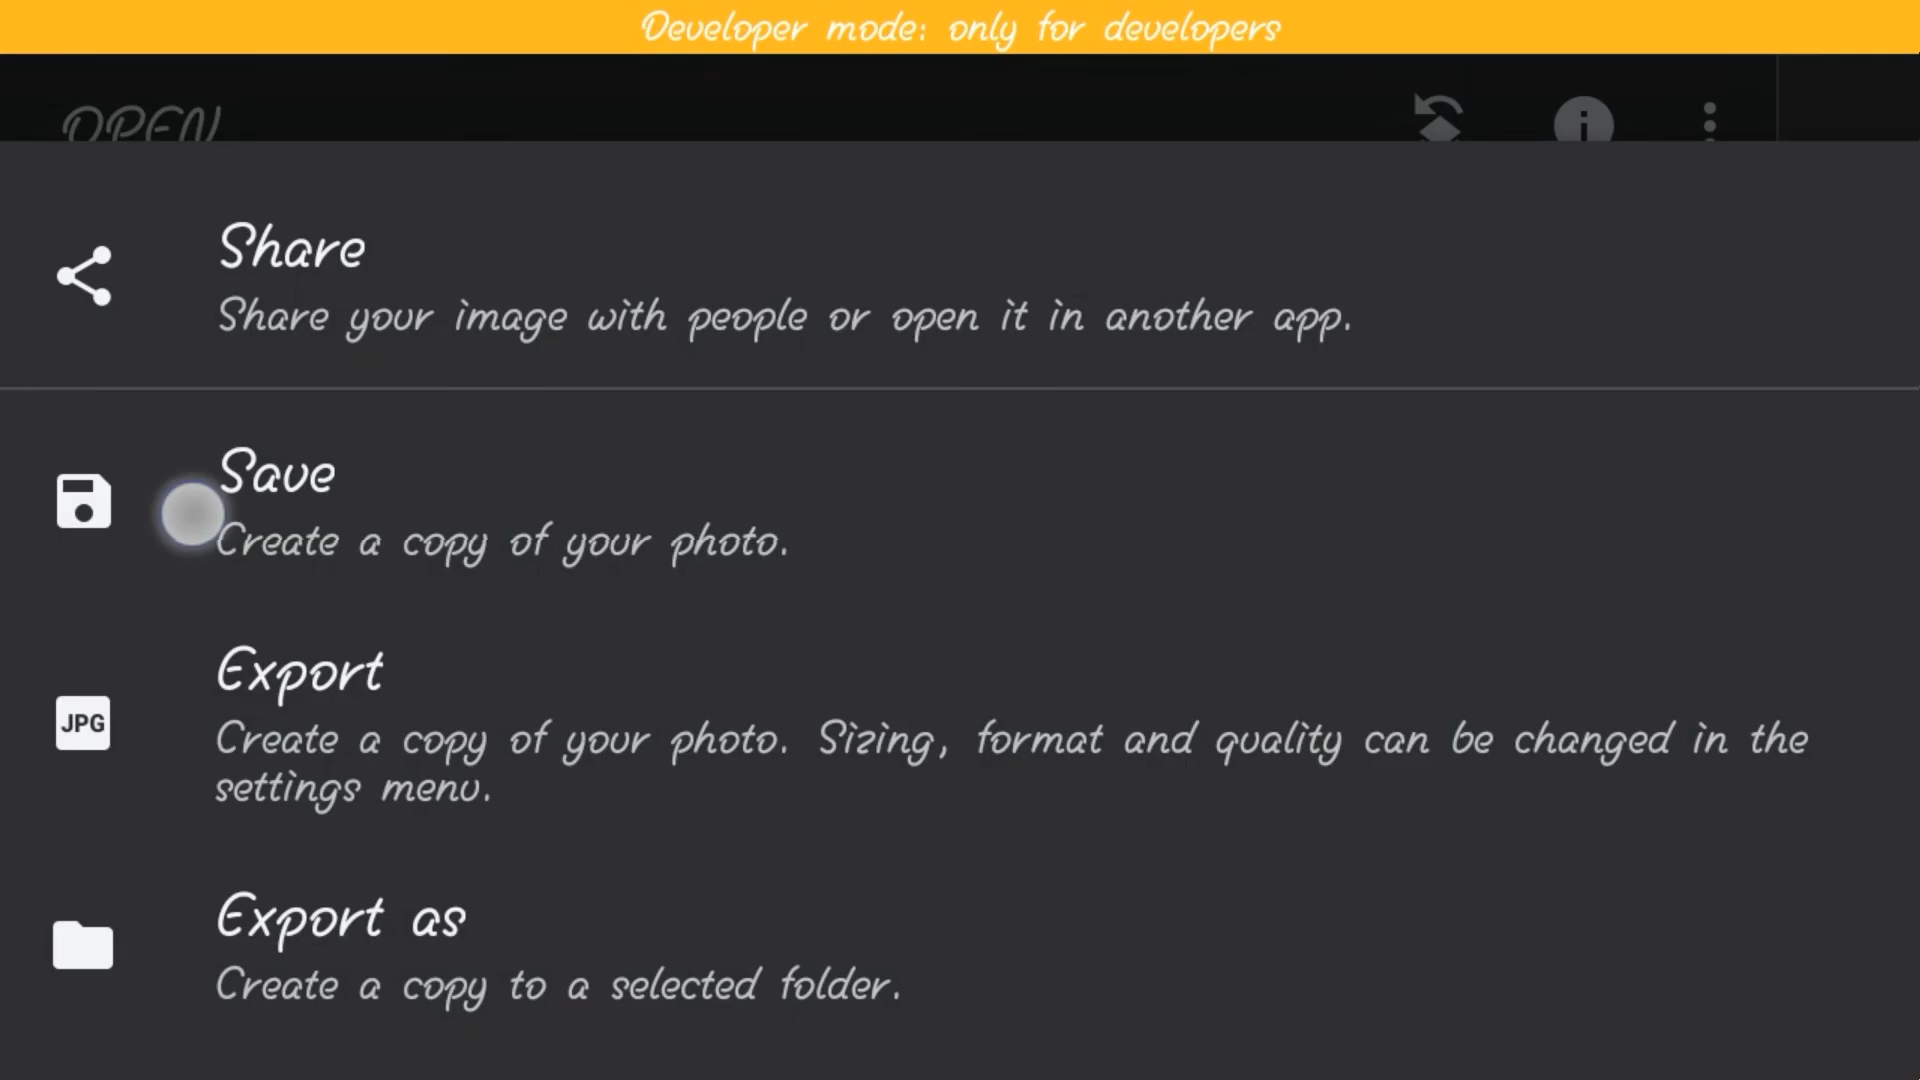 Developer mode: only for developers
OPEN
Share
Share your image with people or open it in another app.
Save
Create a copy of your photo.
JPG
Export
Create a copy of your photo. Sizing, format and quality can be changed in the
settings menu.
Export as
Create a copy to a selected folder.